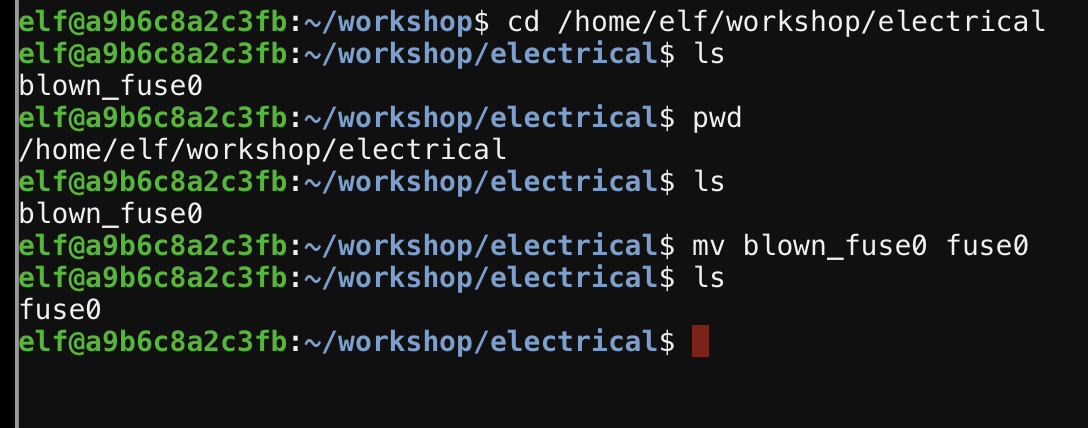 elf@a9b6c8a2c3fb:~/workshop$ cd /home/elf/workshop/electrical
elf@a9b6c8a2c3fb:~/workshop/electrical$ ls
blown_fuse0
elf@a9b6c8a2c3fb:~/workshop/electrical$ pwd
/home/elf/workshop/electrical
elf@a9b6c8a2c3fb:~/workshop/electrical$ ls
blown_fuse0
elf@a9b6c8a2c3fb:~/workshop/electrical$ mv blown_fuse0 fuse0
elf@a9b6c8a2c3fb:~/workshop/electrical$ ls
fuse0
elf@a9b6c8a2c3fb:~/workshop/electrical$